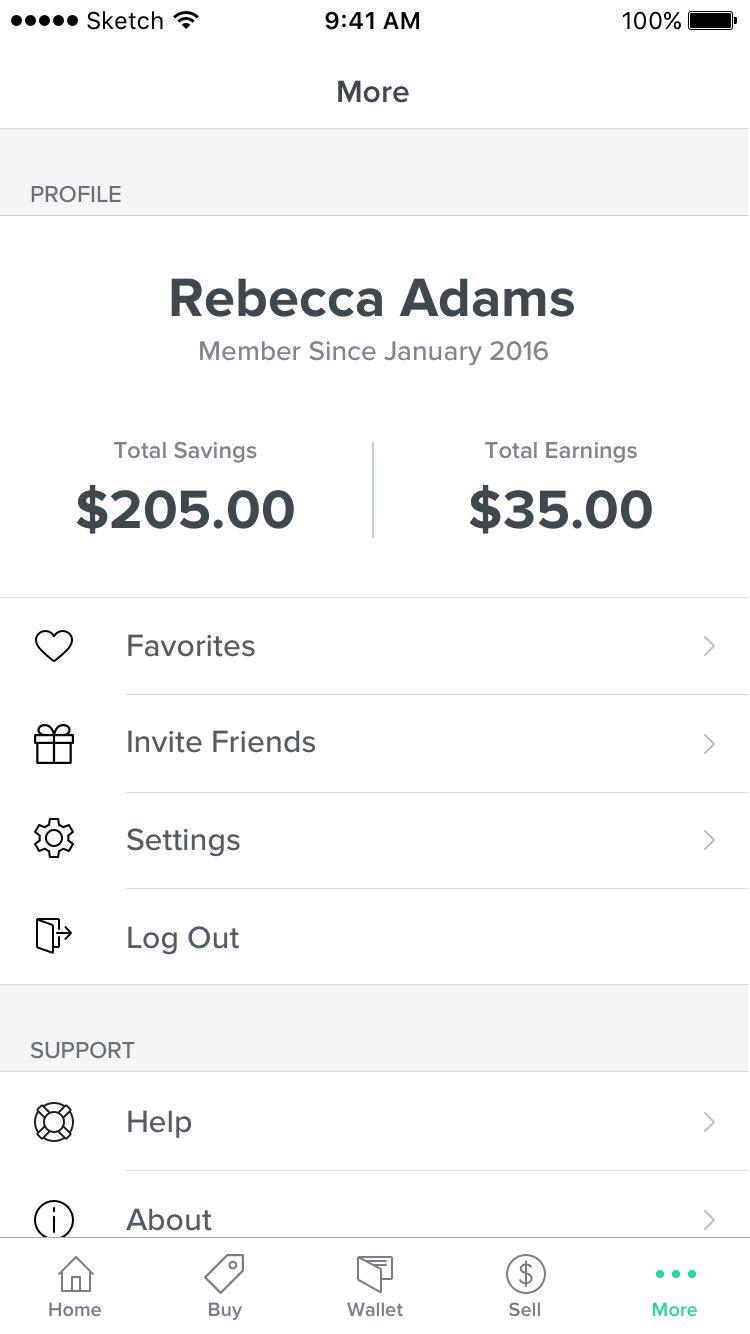 Sketch 9:41 AM 100%
More
PROFILE
Rebecca Adams
Member Since January 2016
Total Savings Total Earnings
$205.00 $35.00
Favorites
Invite Friends
Settings
Log Out
SUPPORT
Help
About
Home Buy Wallet Sell More